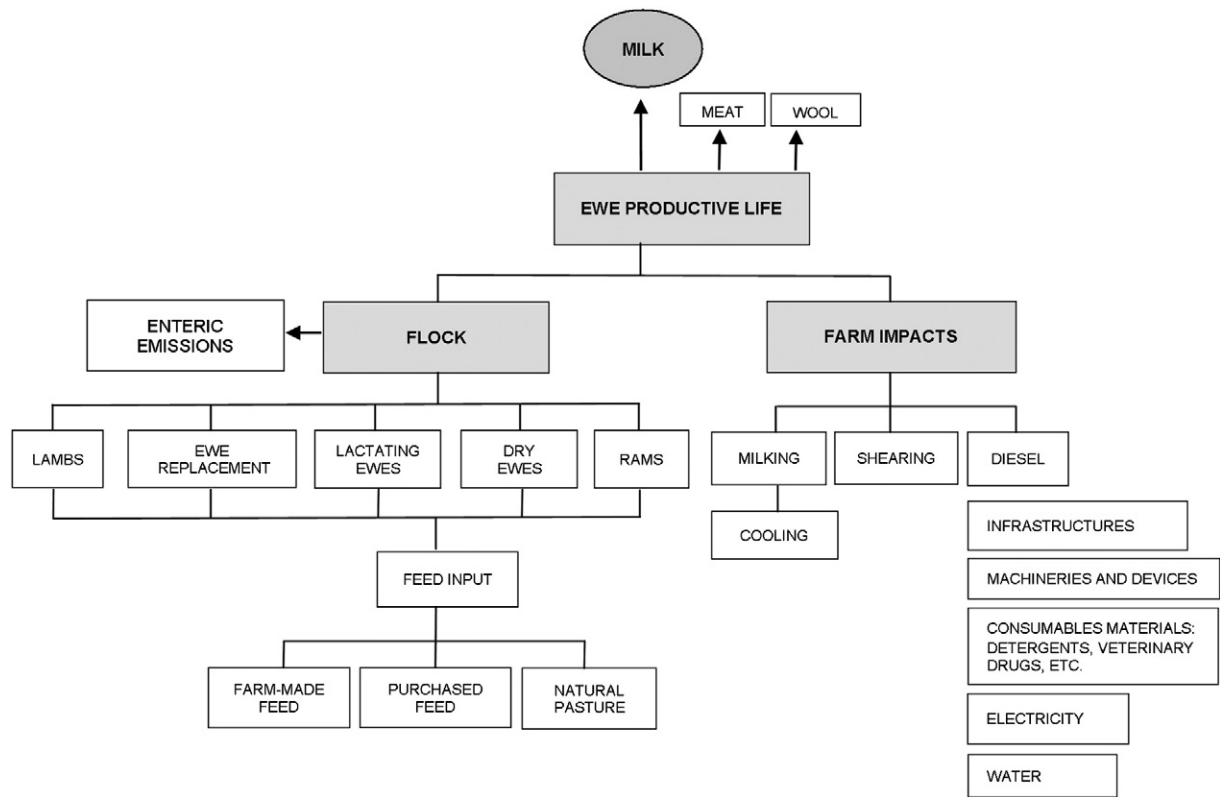 MILK
MEAT
WOOL
EWE PRODUCTIVE LIFE
ENTERIC
EMISSIONS
FLOCK
FARM IMPACTS
LAMBS
EWE
REPLACEMENT
LACTATING
EWES
DRY
EWES
RAMS
MILKING
SHEARING
DIESEL
COOLING
INFRASTRUCTURES
FEED INPUT
MACHINERIES AND DEVICES
CONSUMABLES MATERIALS:
DETERGENTS, VETERINARY
DRUGS, ETC.
FARM-MADE
FEED
PURCHASED
FEED
NATURAL
PASTURE
ELECTRICITY
WATER